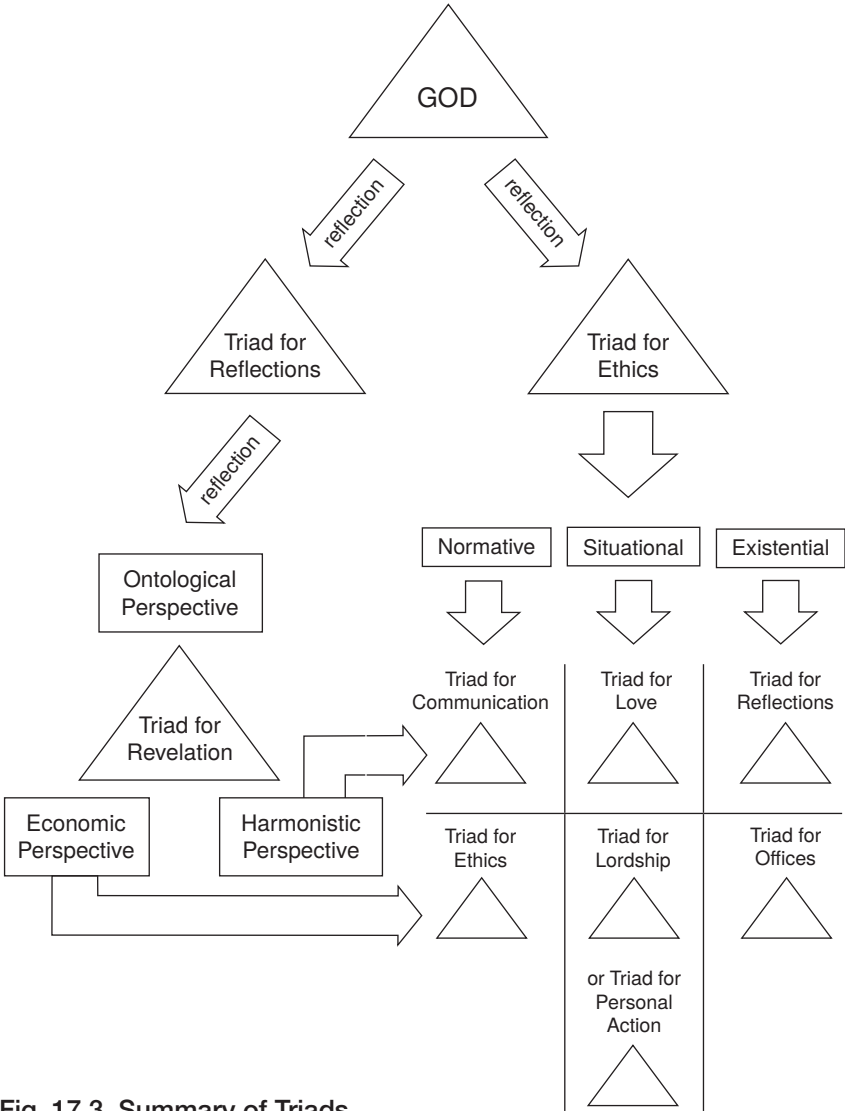 GOD
reflection
reflection
Triad for
Reflections
Triad for
Ethics
reflection
Normative
Situational
Existential
Ontological
Perspective
Triad for
Communication
Triad for
Love
Triad for
Reflections
Triad for
Revelation
Economic
Perspective
Harmonistic
Perspective
Triad for
Ethics
Triad for
Lordship
Triad for
Offices
or Triad for
Personal
Action
Fig. 17.3. Summary of Triads